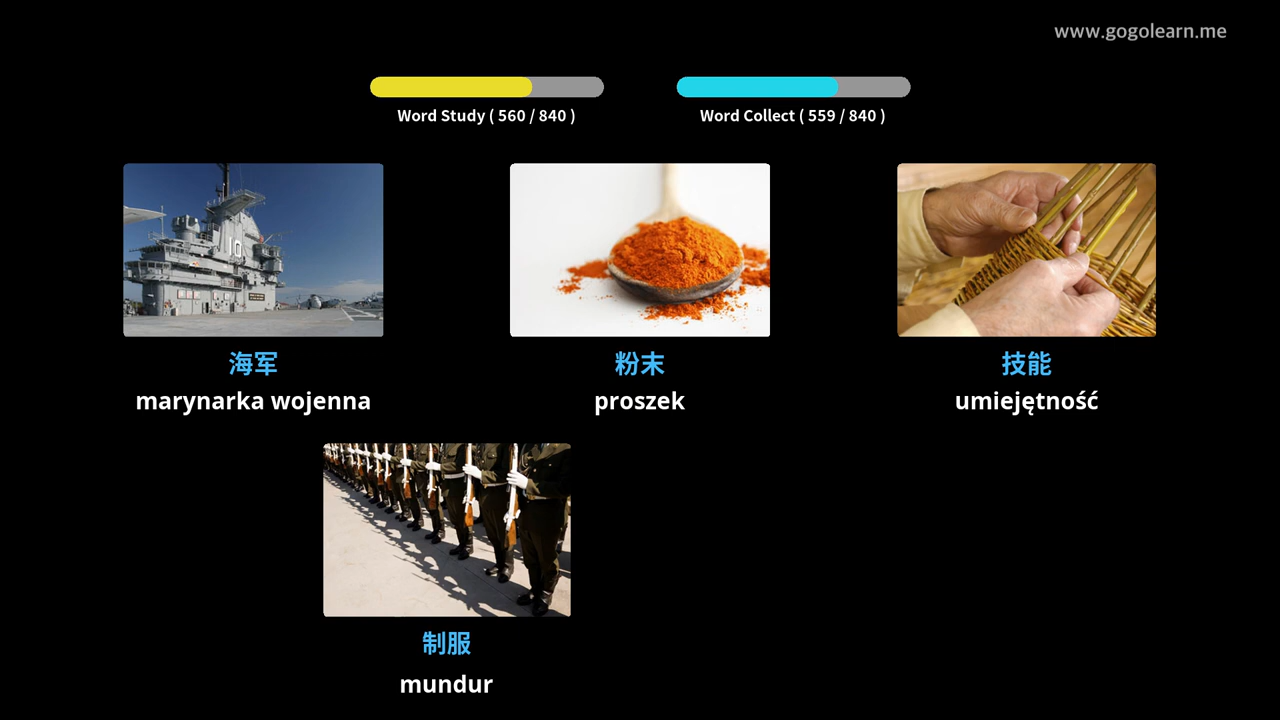 www.gogolearn.me
Word Study ( 560 / 840 )
Word Collect ( 559 / 840 )
海军
marynarka wojenna
粉末
proszek
技能
umiejętność
制服
mundur